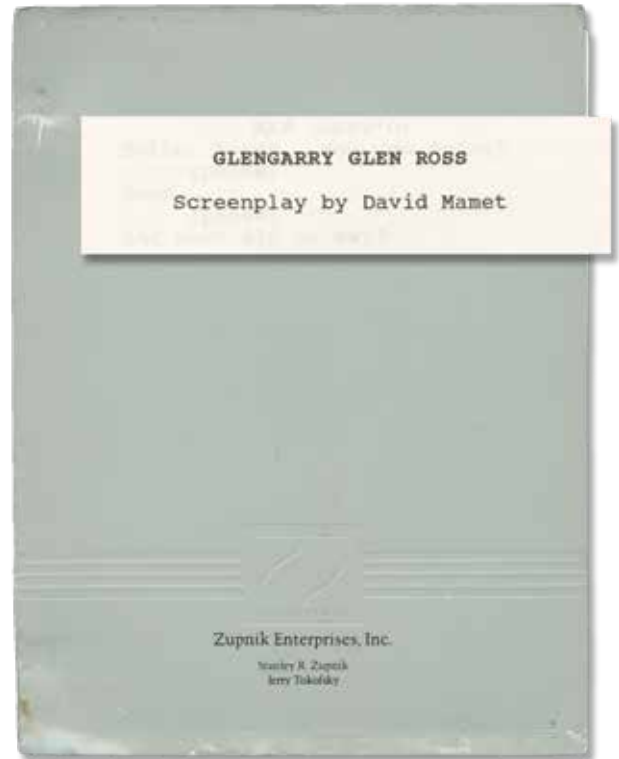 GLENGARRY GLEN ROSS
Screenplay by David Mamet
Zupnik Enterprises, Inc.
Stanley R. Zupnik
Jerry Tokofsky